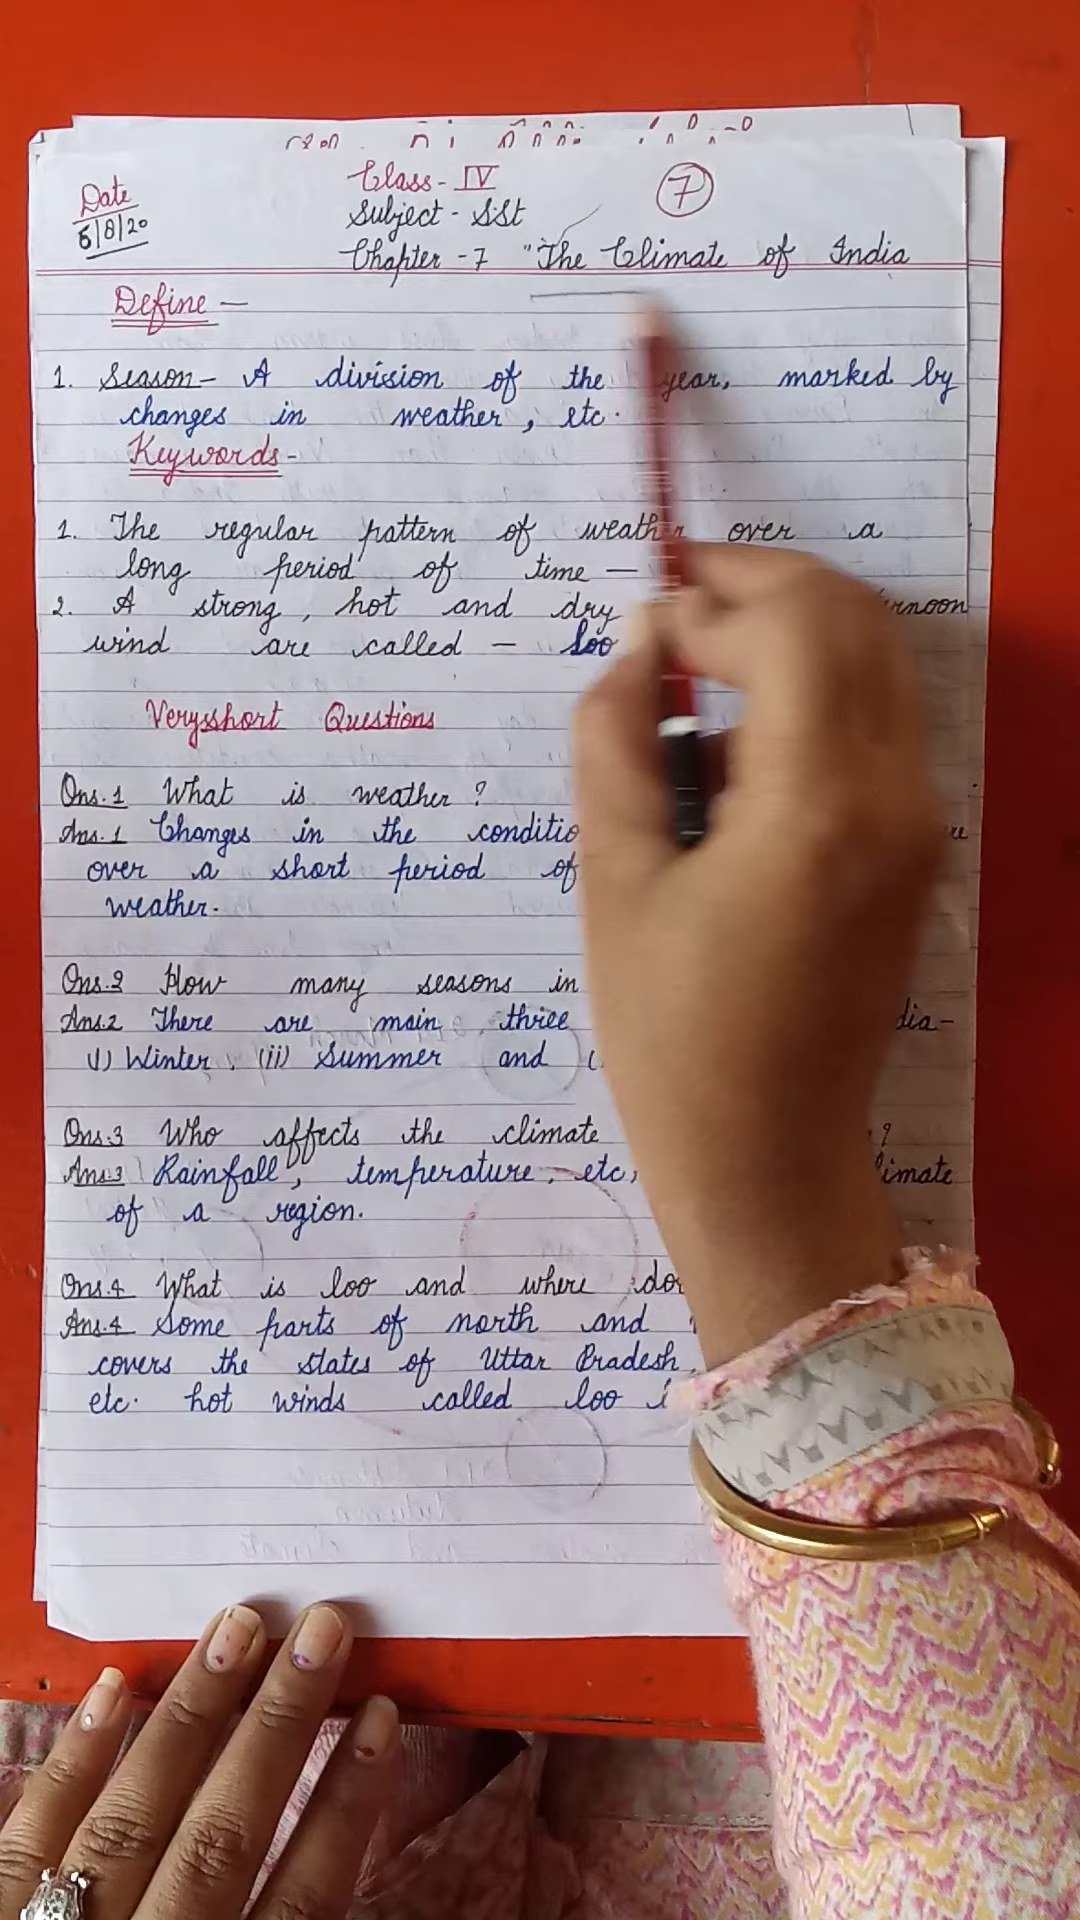 Date
5/8/20
Class - IV
7
Subject - SSt
Chapter - 7 "The Climate of India
Define -
1. Season - A division of the year, marked by
changes in weather, etc.
Keywords -
1. The regular pattern of weather over a
long period of time -
2. A strong, hot and dry
wind are called - loo
Veryshort Questions
Qns.1 What is weather?
Ans.1 Changes in the
over a short period of
weather.
Qns.2 How many seasons in
Ans.2 There are main three
(i) Winter, (ii) Summer and
Qns.3 Who affects the climate ?
Ans.3 Rainfall, temperature, etc,
of a region.
Qns.4 What is loo and where
Ans.4 Some parts of north and
covers the states of Uttar Pradesh,
etc. hot winds called loo